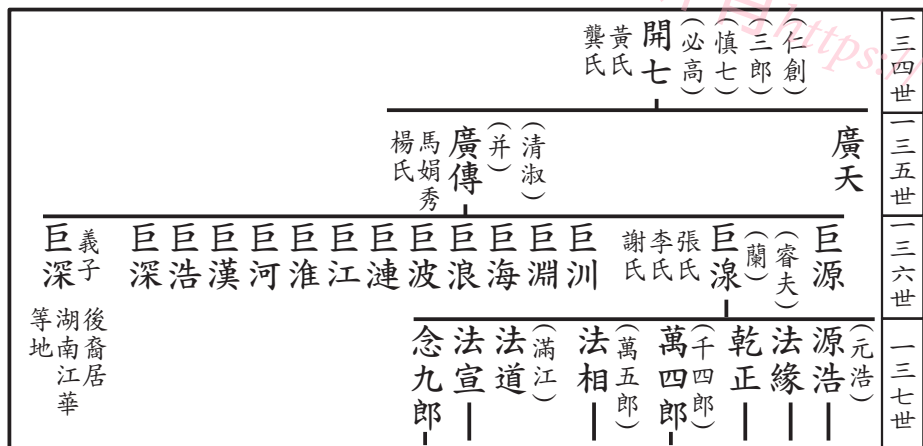 一三四世
(仁創)
(三郎)
(慎七)
(必高)
開七
黃氏
龔氏
一三五世
廣天
(清淑)
(并)
廣傳
馬娟秀
楊氏
一三六世
巨源
(睿夫)
(蘭)
巨湶
張氏
李氏
謝氏
巨汌
巨淵
巨海
巨浪
巨波
巨漣
巨江
巨淮
巨河
巨漢
巨浩
巨深
義子
巨深
後裔居
湖南江華
等地
一三七世
(元浩)
源浩
法緣
乾正
(千四郎)
萬四郎
(萬五郎)
法相
(滿江)
法道
法宣
念九郎
https:/